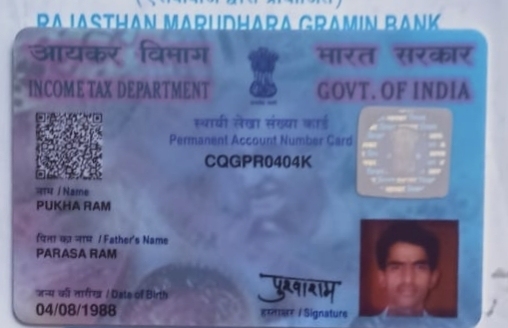 RAJASTHAN MARUDHARA GRAMIN BANK
आयकर विभाग
भारत सरकार
INCOME TAX DEPARTMENT
GOVT. OF INDIA
स्थायी लेखा संख्या कार्ड
Permanent Account Number Card
CQGPR0404K
नाम / Name
PUKHA RAM
पिता का नाम / Father's Name
PARASA RAM
जन्म की तारीख / Date of Birth
04/08/1988
पुखाराम
हस्ताक्षर / Signature